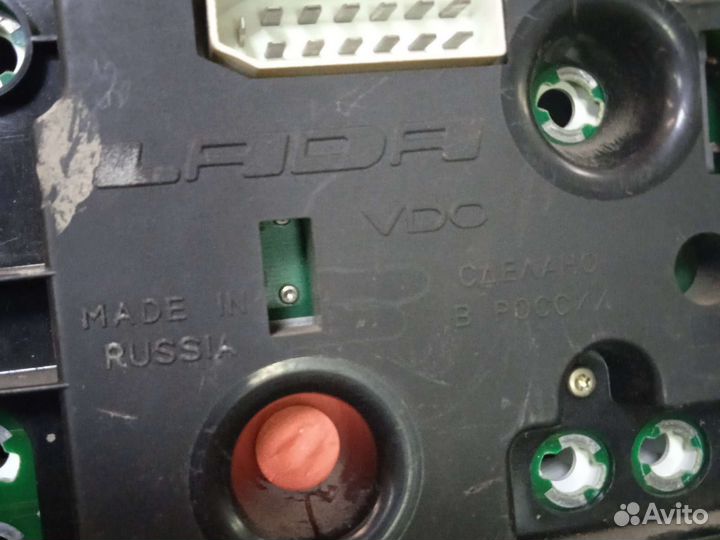 LADA
VDO
MADE IN
RUSSIA
СДЕЛАНО
В РОССИИ
Avito